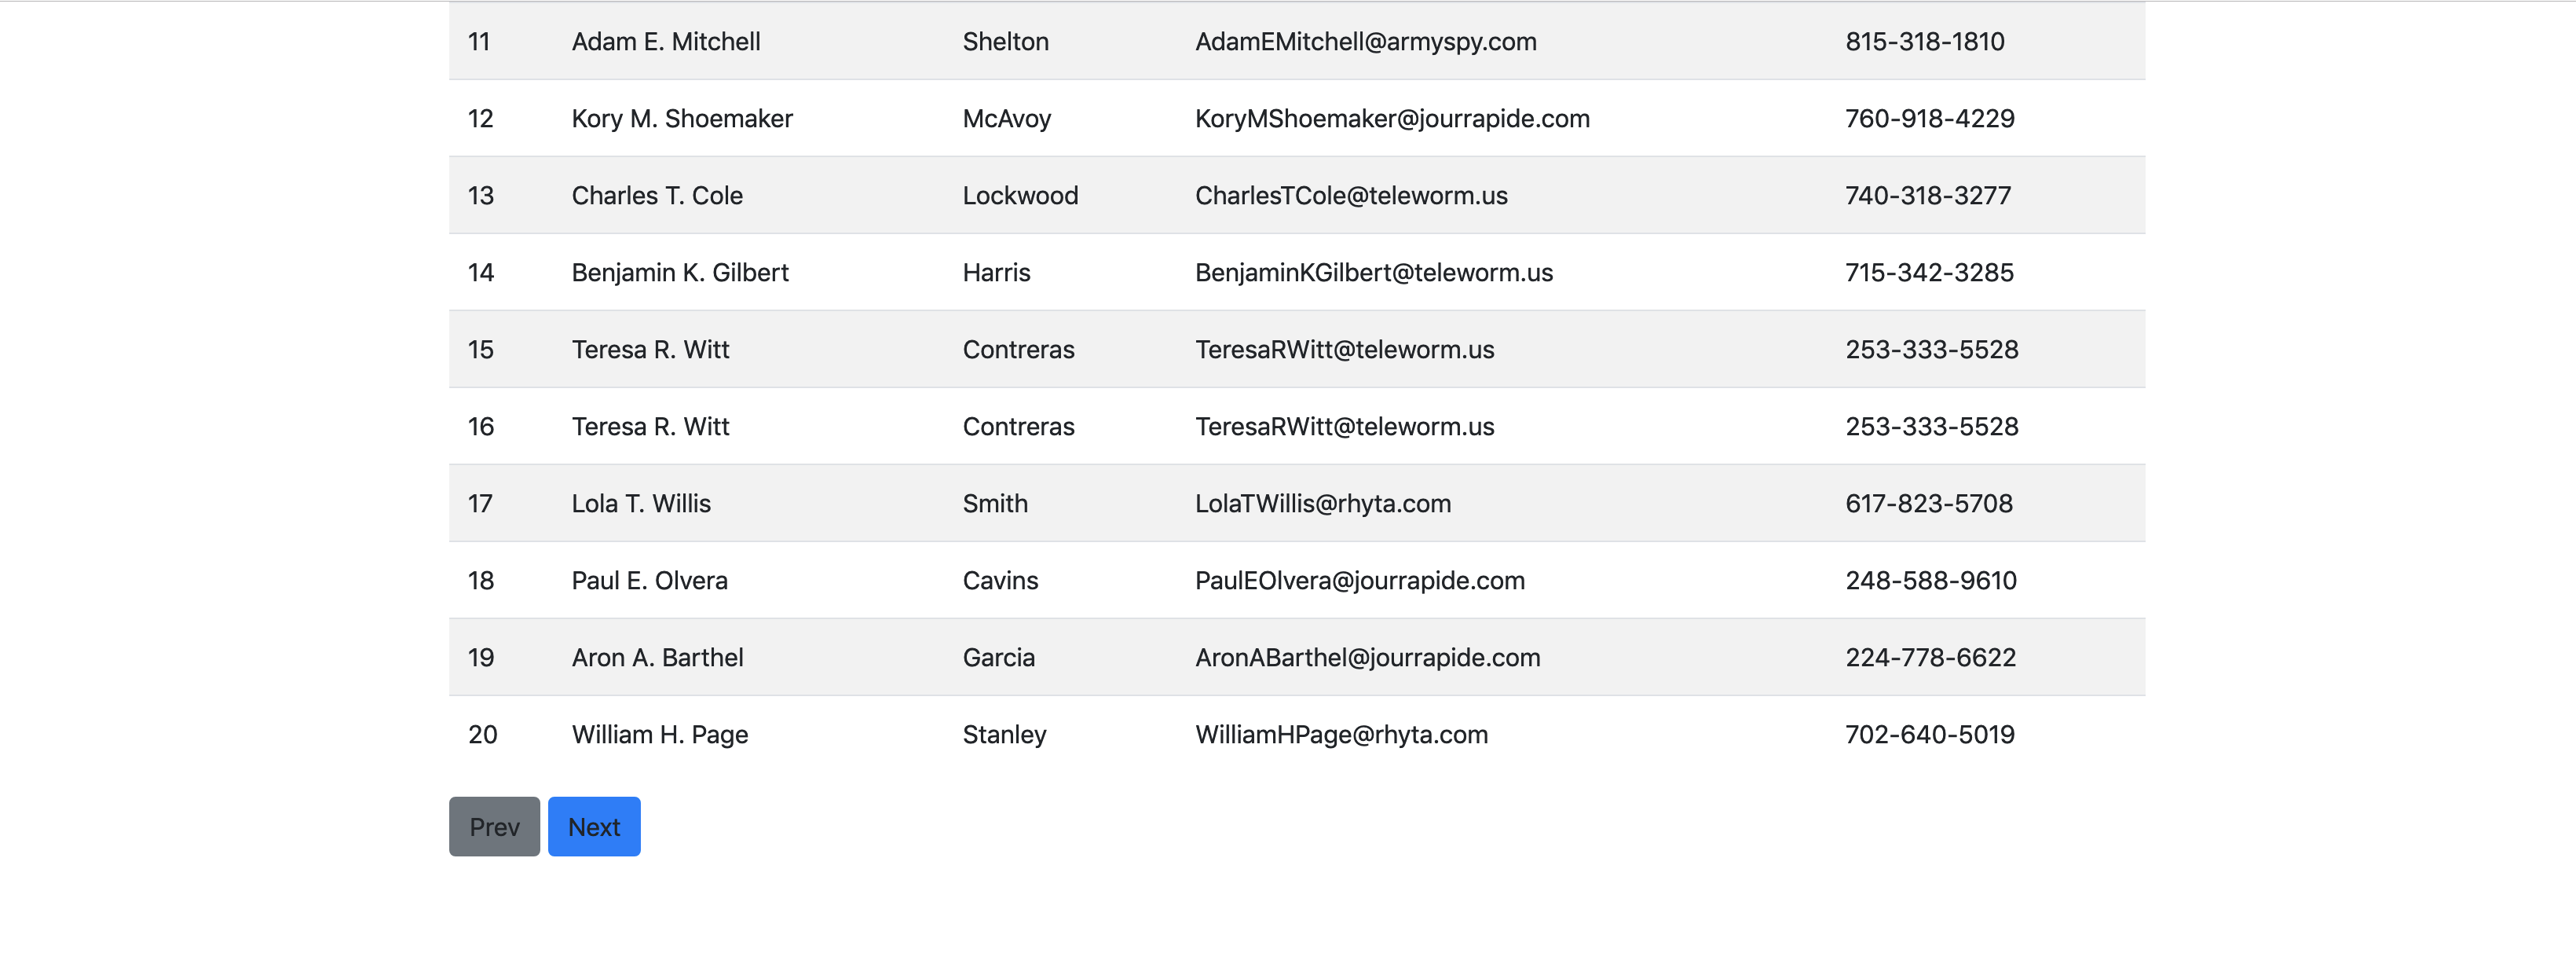 11 Adam E. Mitchell Shelton AdamEMitchell@armyspy.com 815-318-1810
12 Kory M. Shoemaker McAvoy KoryMShoemaker@jourrapide.com 760-918-4229
13 Charles T. Cole Lockwood CharlesTCole@teleworm.us 740-318-3277
14 Benjamin K. Gilbert Harris BenjaminKGilbert@teleworm.us 715-342-3285
15 Teresa R. Witt Contreras TeresaRWitt@teleworm.us 253-333-5528
16 Teresa R. Witt Contreras TeresaRWitt@teleworm.us 253-333-5528
17 Lola T. Willis Smith LolaTWillis@rhyta.com 617-823-5708
18 Paul E. Olvera Cavins PaulEOlvera@jourrapide.com 248-588-9610
19 Aron A. Barthel Garcia AronABarthel@jourrapide.com 224-778-6622
20 William H. Page Stanley WilliamHPage@rhyta.com 702-640-5019
Prev Next